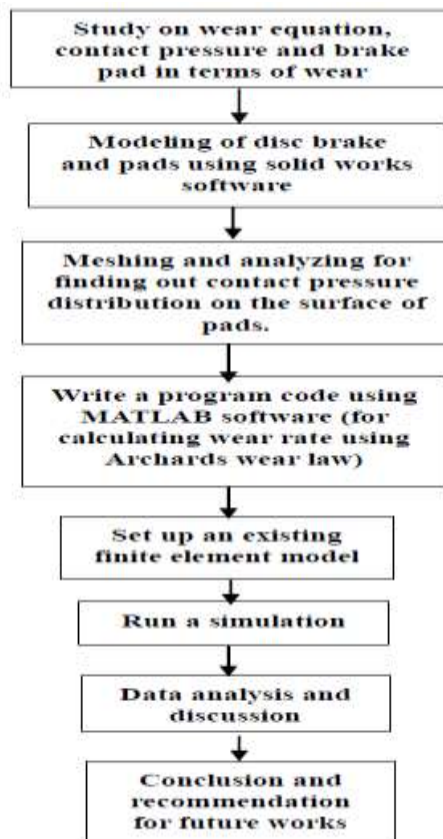 Study on wear equation,
contact pressure and brake
pad in terms of wear
Modeling of disc brake
and pads using solid works
software
Meshing and analyzing for
finding out contact pressure
distribution on the surface of
pads.
Write a program code using
MATLAB software (for
calculating wear rate using
Archards wear law)
Set up an existing
finite element model
Run a simulation
Data analysis and
discussion
Conclusion and
recommendation
for future works